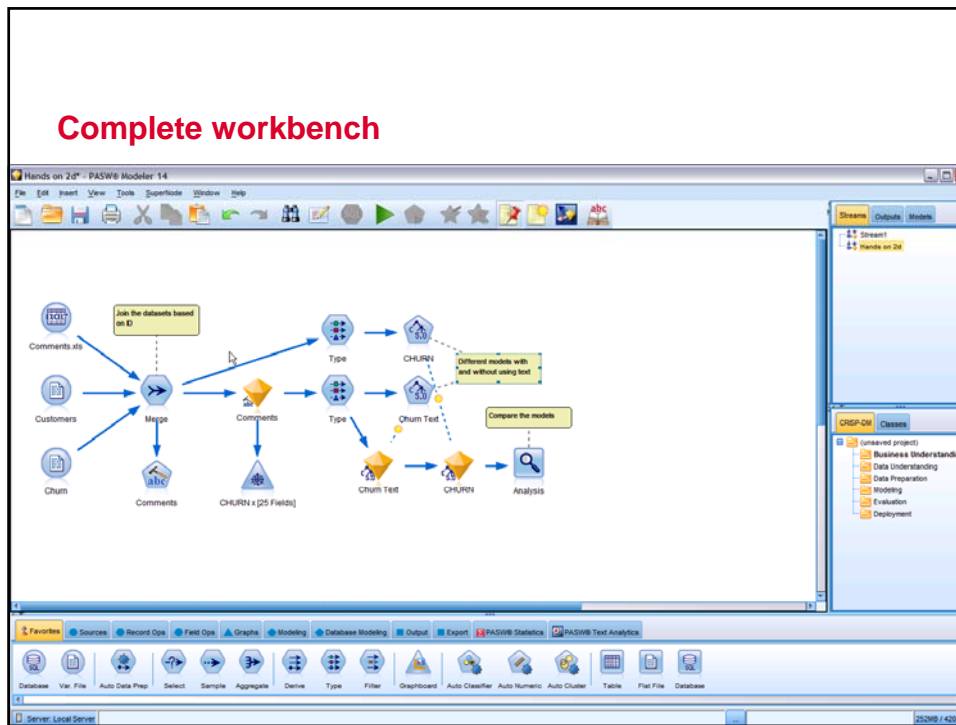 Complete workbench
Hands on 2d* - PASW® Modeler 14
File Edit Insert View Tools SuperNode Window Help
Streams Outputs Models
Stream1
Hands on 2d
Join the datasets based
on ID
Comments.xls
Type
CHURN
Different models with
and without using text
Customers
Merge
Comments
Type
Churn Text
Compare the models
Churn
Comments
CHURN x [25 Fields]
Churn Text
CHURN
Analysis
CRISP-DM Classes
(unsaved project)
Business Understandi
Data Understanding
Data Preparation
Modeling
Evaluation
Deployment
Favorites Sources Record Ops Field Ops Graphs Modeling Database Modeling Output Export PASW® Statistics PASW® Text Analytics
Database Var. File Auto Data Prep Select Sample Aggregate Derive Type Filter Graphboard Auto Classifier Auto Numeric Auto Cluster Table Flat File Database
Server: Local Server
252MB / 420